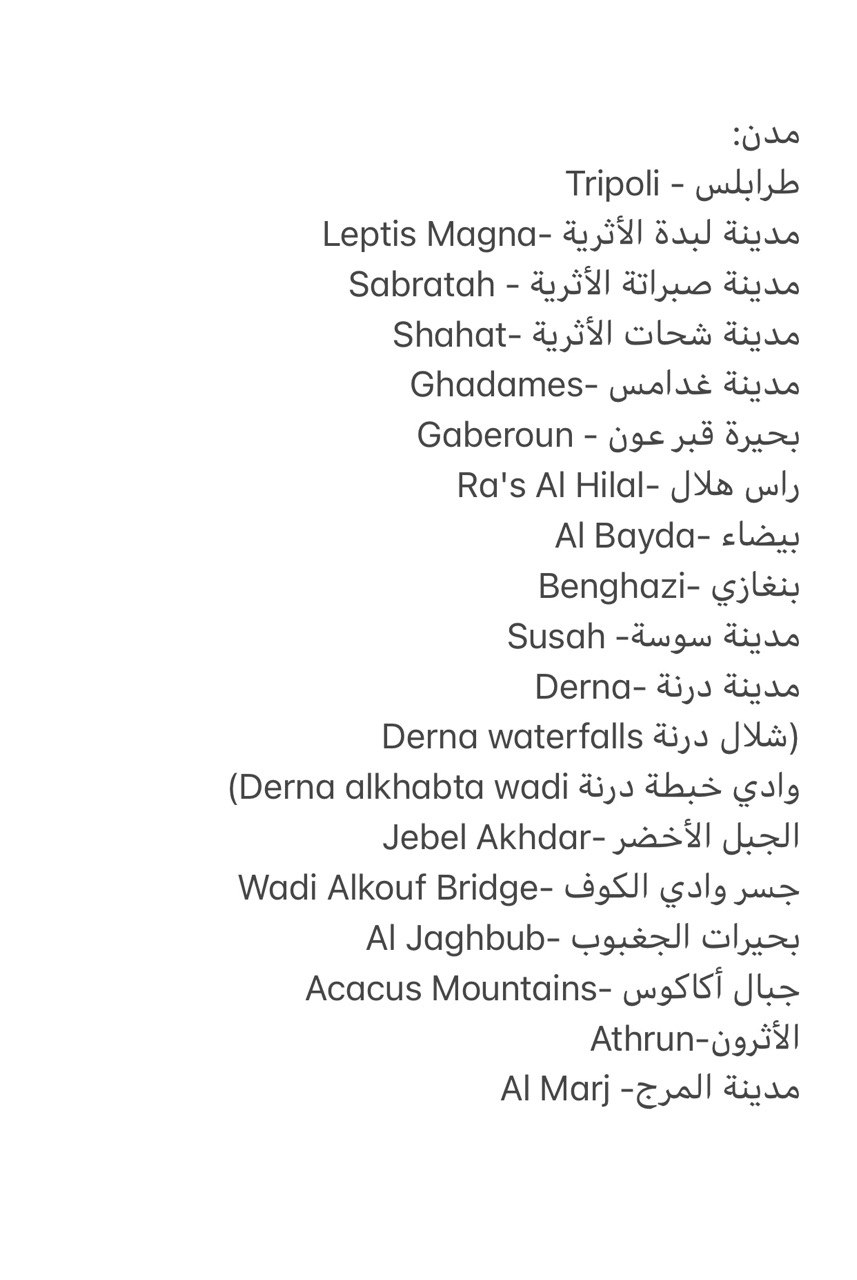 مدن:
طرابلس - Tripoli
مدينة لبدة الأثرية -Leptis Magna
مدينة صبراتة الأثرية - Sabratah
مدينة شحات الأثرية -Shahat
مدينة غدامس -Ghadames
بحيرة قبر عون - Gaberoun
راس هلال -Ra's Al Hilal
بيضاء -Al Bayda
بنغازي -Benghazi
مدينة سوسة- Susah
مدينة درنة -Derna
(شلال درنة Derna waterfalls
وادي خبطة درنة Derna alkhabta wadi)
الجبل الأخضر -Jebel Akhdar
جسر وادي الكوف -Wadi Alkouf Bridge
بحيرات الجغبوب -Al Jaghbub
جبال أكاكوس -Acacus Mountains
الأثرون-Athrun
مدينة المرج- Al Marj